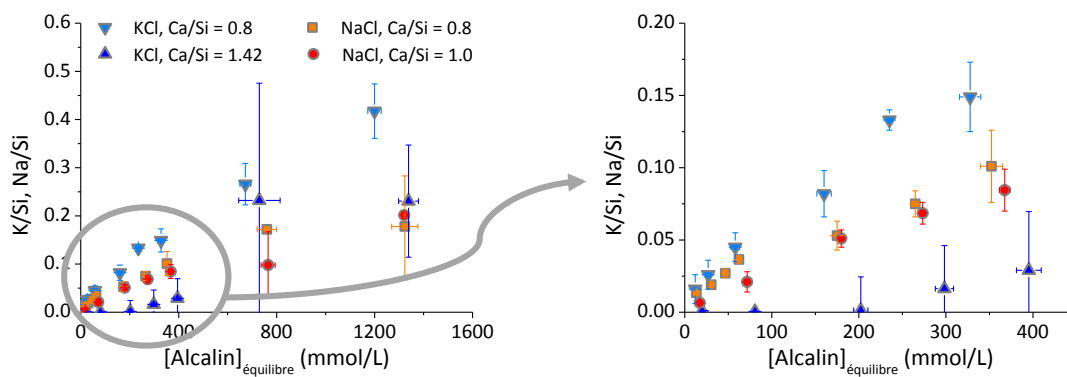 KCl, Ca/Si = 0.8
NaCl, Ca/Si = 0.8
KCl, Ca/Si = 1.42
NaCl, Ca/Si = 1.0
K/Si, Na/Si
0.6
0.5
0.4
0.3
0.2
0.1
0.0
0 400 800 1200 1600
[Alcalin]équilibre (mmol/L)
K/Si, Na/Si
0.20
0.15
0.10
0.05
0.00
0 100 200 300 400
[Alcalin]équilibre (mmol/L)